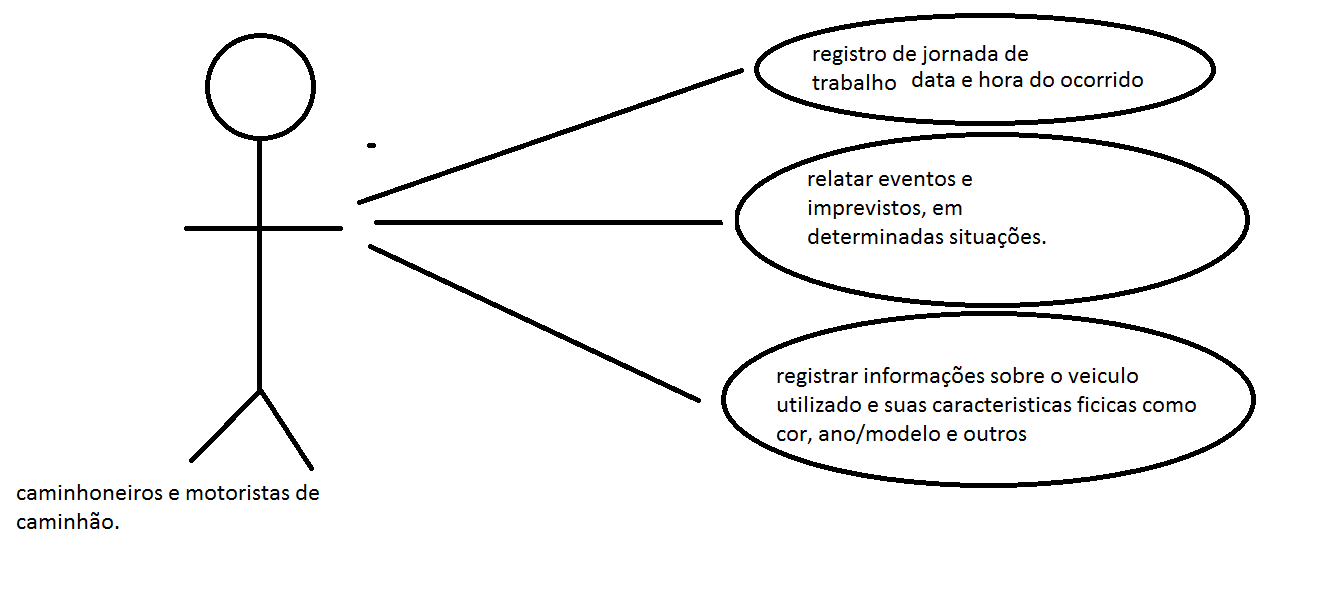 registro de jornada de
trabalho data e hora do ocorrido
relatar eventos e
imprevistos, em
determinadas situações.
registrar informações sobre o veiculo
utilizado e suas caracteristicas ficicas como
cor, ano/modelo e outros
caminhoneiros e motoristas de
caminhão.